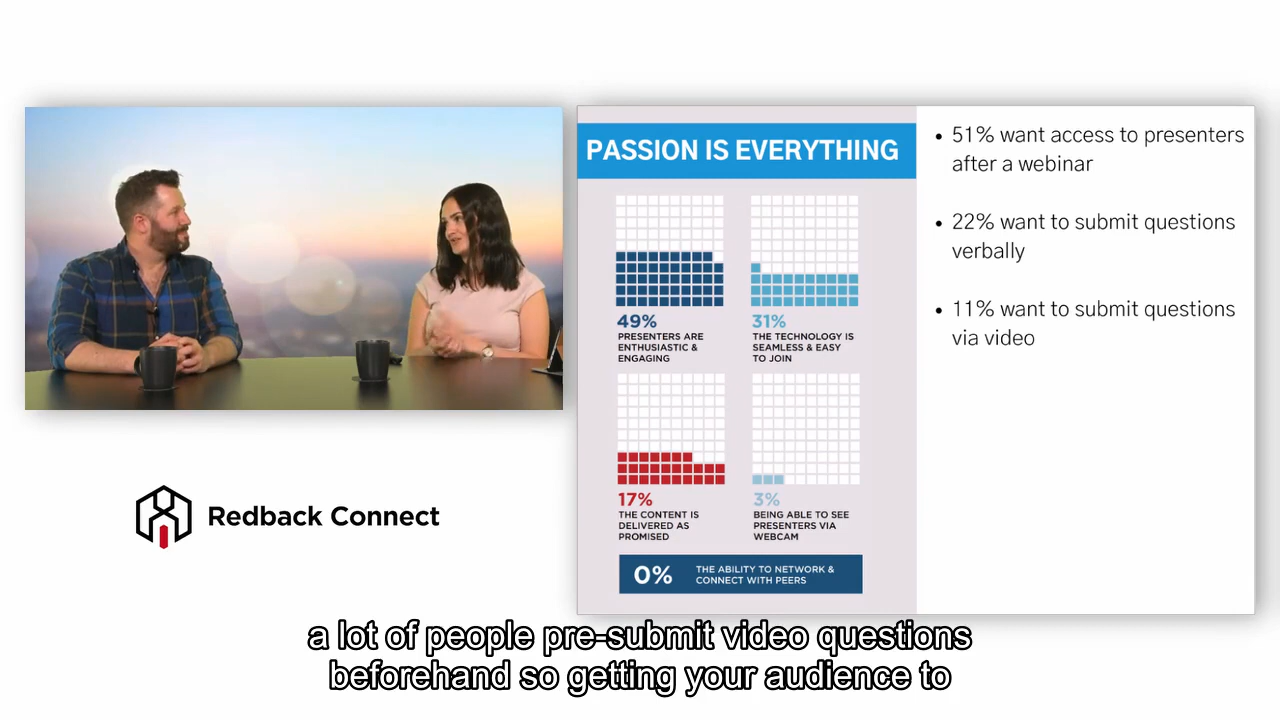 PASSION IS EVERYTHING
49%
PRESENTERS ARE
ENTHUSIASTIC &
ENGAGING
31%
THE TECHNOLOGY IS
SEAMLESS & EASY
TO JOIN
17%
THE CONTENT IS
DELIVERED AS
PROMISED
3%
BEING ABLE TO SEE
PRESENTERS VIA
WEBCAM
0%
THE ABILITY TO NETWORK &
CONNECT WITH PEERS
• 51% want access to presenters
after a webinar
• 22% want to submit questions
verbally
• 11% want to submit questions
via video
Redback Connect
a lot of people pre-submit video questions
beforehand so getting your audience to